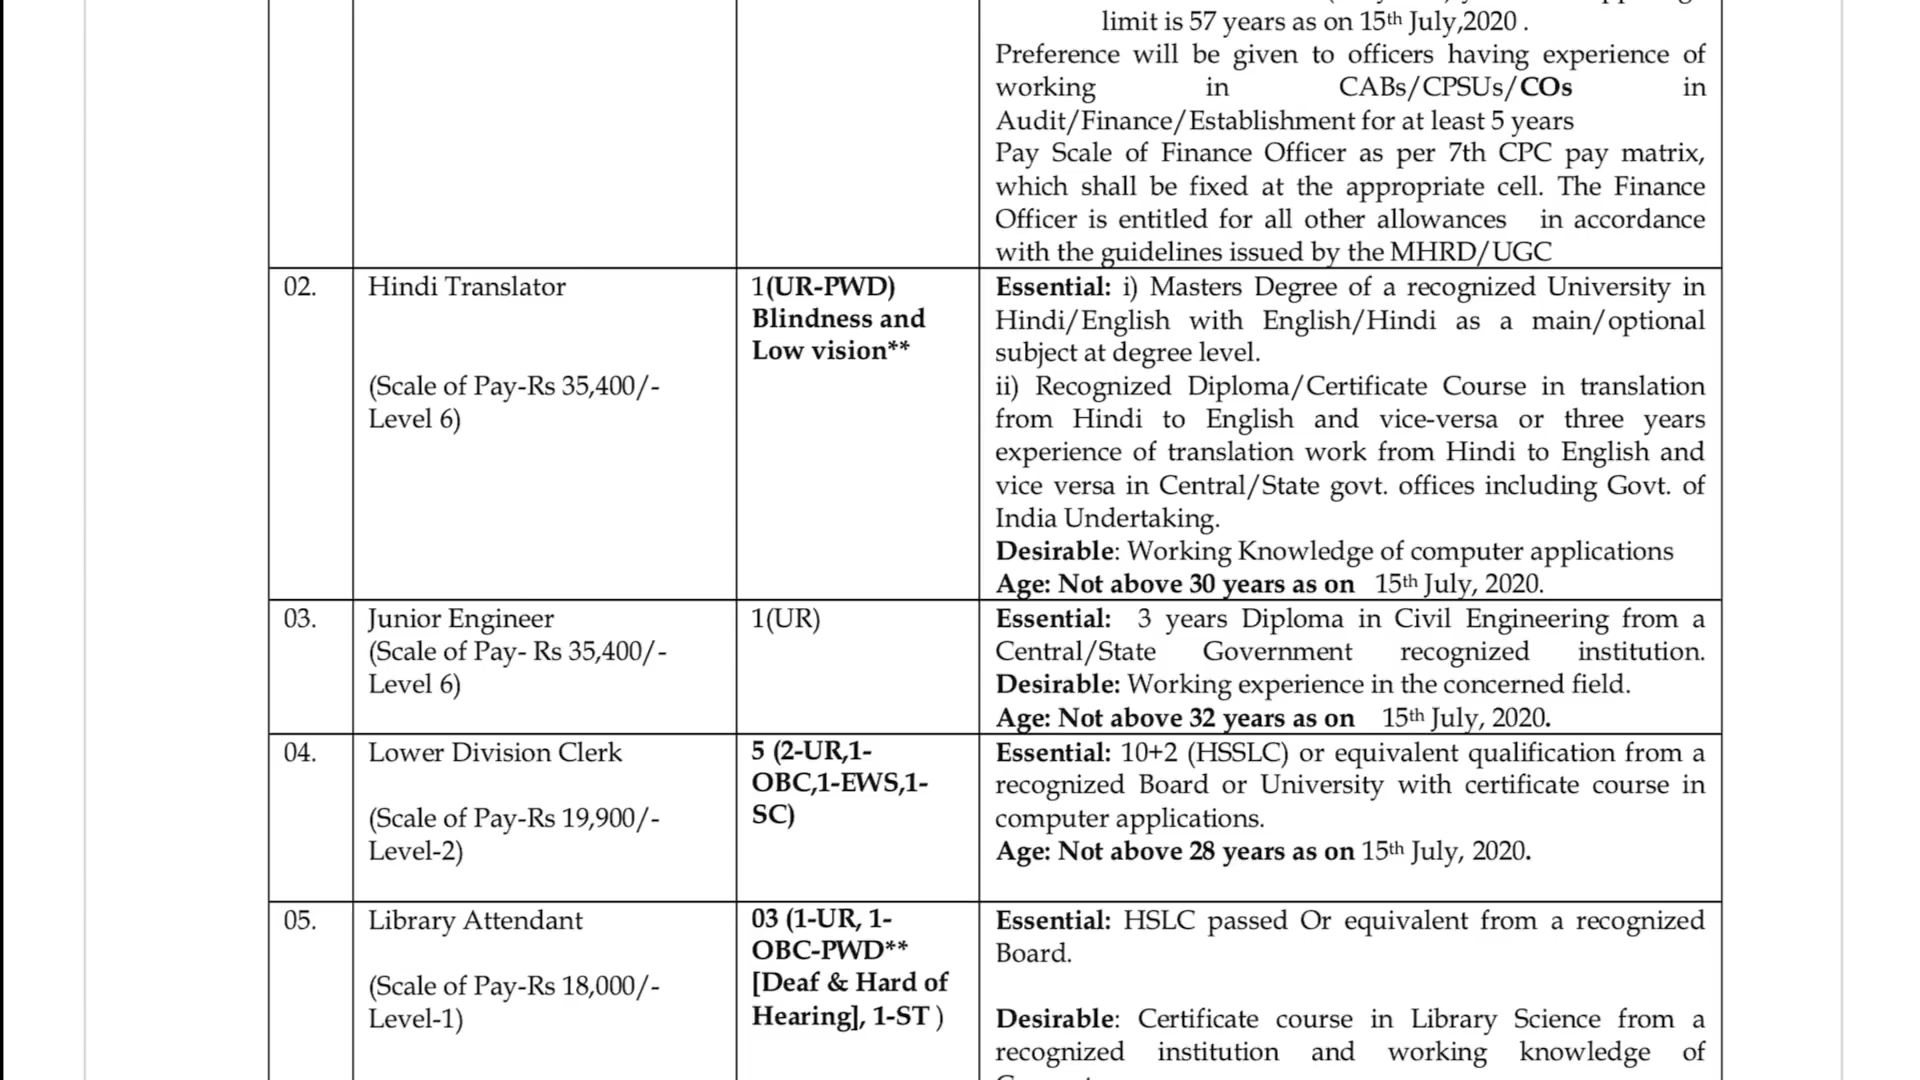 limit is 57 years as on 15th July,2020 .
Preference will be given to officers having experience of
working in CABs/CPSUs/COs in
Audit/Finance/Establishment for at least 5 years
Pay Scale of Finance Officer as per 7th CPC pay matrix,
which shall be fixed at the appropriate cell. The Finance
Officer is entitled for all other allowances in accordance
with the guidelines issued by the MHRD/UGC
02.
Hindi Translator
(Scale of Pay-Rs 35,400/-
Level 6)
1(UR-PWD)
Blindness and
Low vision**
Essential: i) Masters Degree of a recognized University in
Hindi/English with English/Hindi as a main/optional
subject at degree level.
ii) Recognized Diploma/Certificate Course in translation
from Hindi to English and vice-versa or three years
experience of translation work from Hindi to English and
vice versa in Central/State govt. offices including Govt. of
India Undertaking.
Desirable: Working Knowledge of computer applications
Age: Not above 30 years as on 15th July, 2020.
03.
Junior Engineer
(Scale of Pay- Rs 35,400/-
Level 6)
1(UR)
Essential: 3 years Diploma in Civil Engineering from a
Central/State Government recognized institution.
Desirable: Working experience in the concerned field.
Age: Not above 32 years as on 15th July, 2020.
04.
Lower Division Clerk
(Scale of Pay-Rs 19,900/-
Level-2)
5 (2-UR,1-
OBC,1-EWS,1-
SC)
Essential: 10+2 (HSSLC) or equivalent qualification from a
recognized Board or University with certificate course in
computer applications.
Age: Not above 28 years as on 15th July, 2020.
05.
Library Attendant
(Scale of Pay-Rs 18,000/-
Level-1)
03 (1-UR, 1-
OBC-PWD**
[Deaf & Hard of
Hearing], 1-ST )
Essential: HSLC passed Or equivalent from a recognized
Board.
Desirable: Certificate course in Library Science from a
recognized institution and working knowledge of